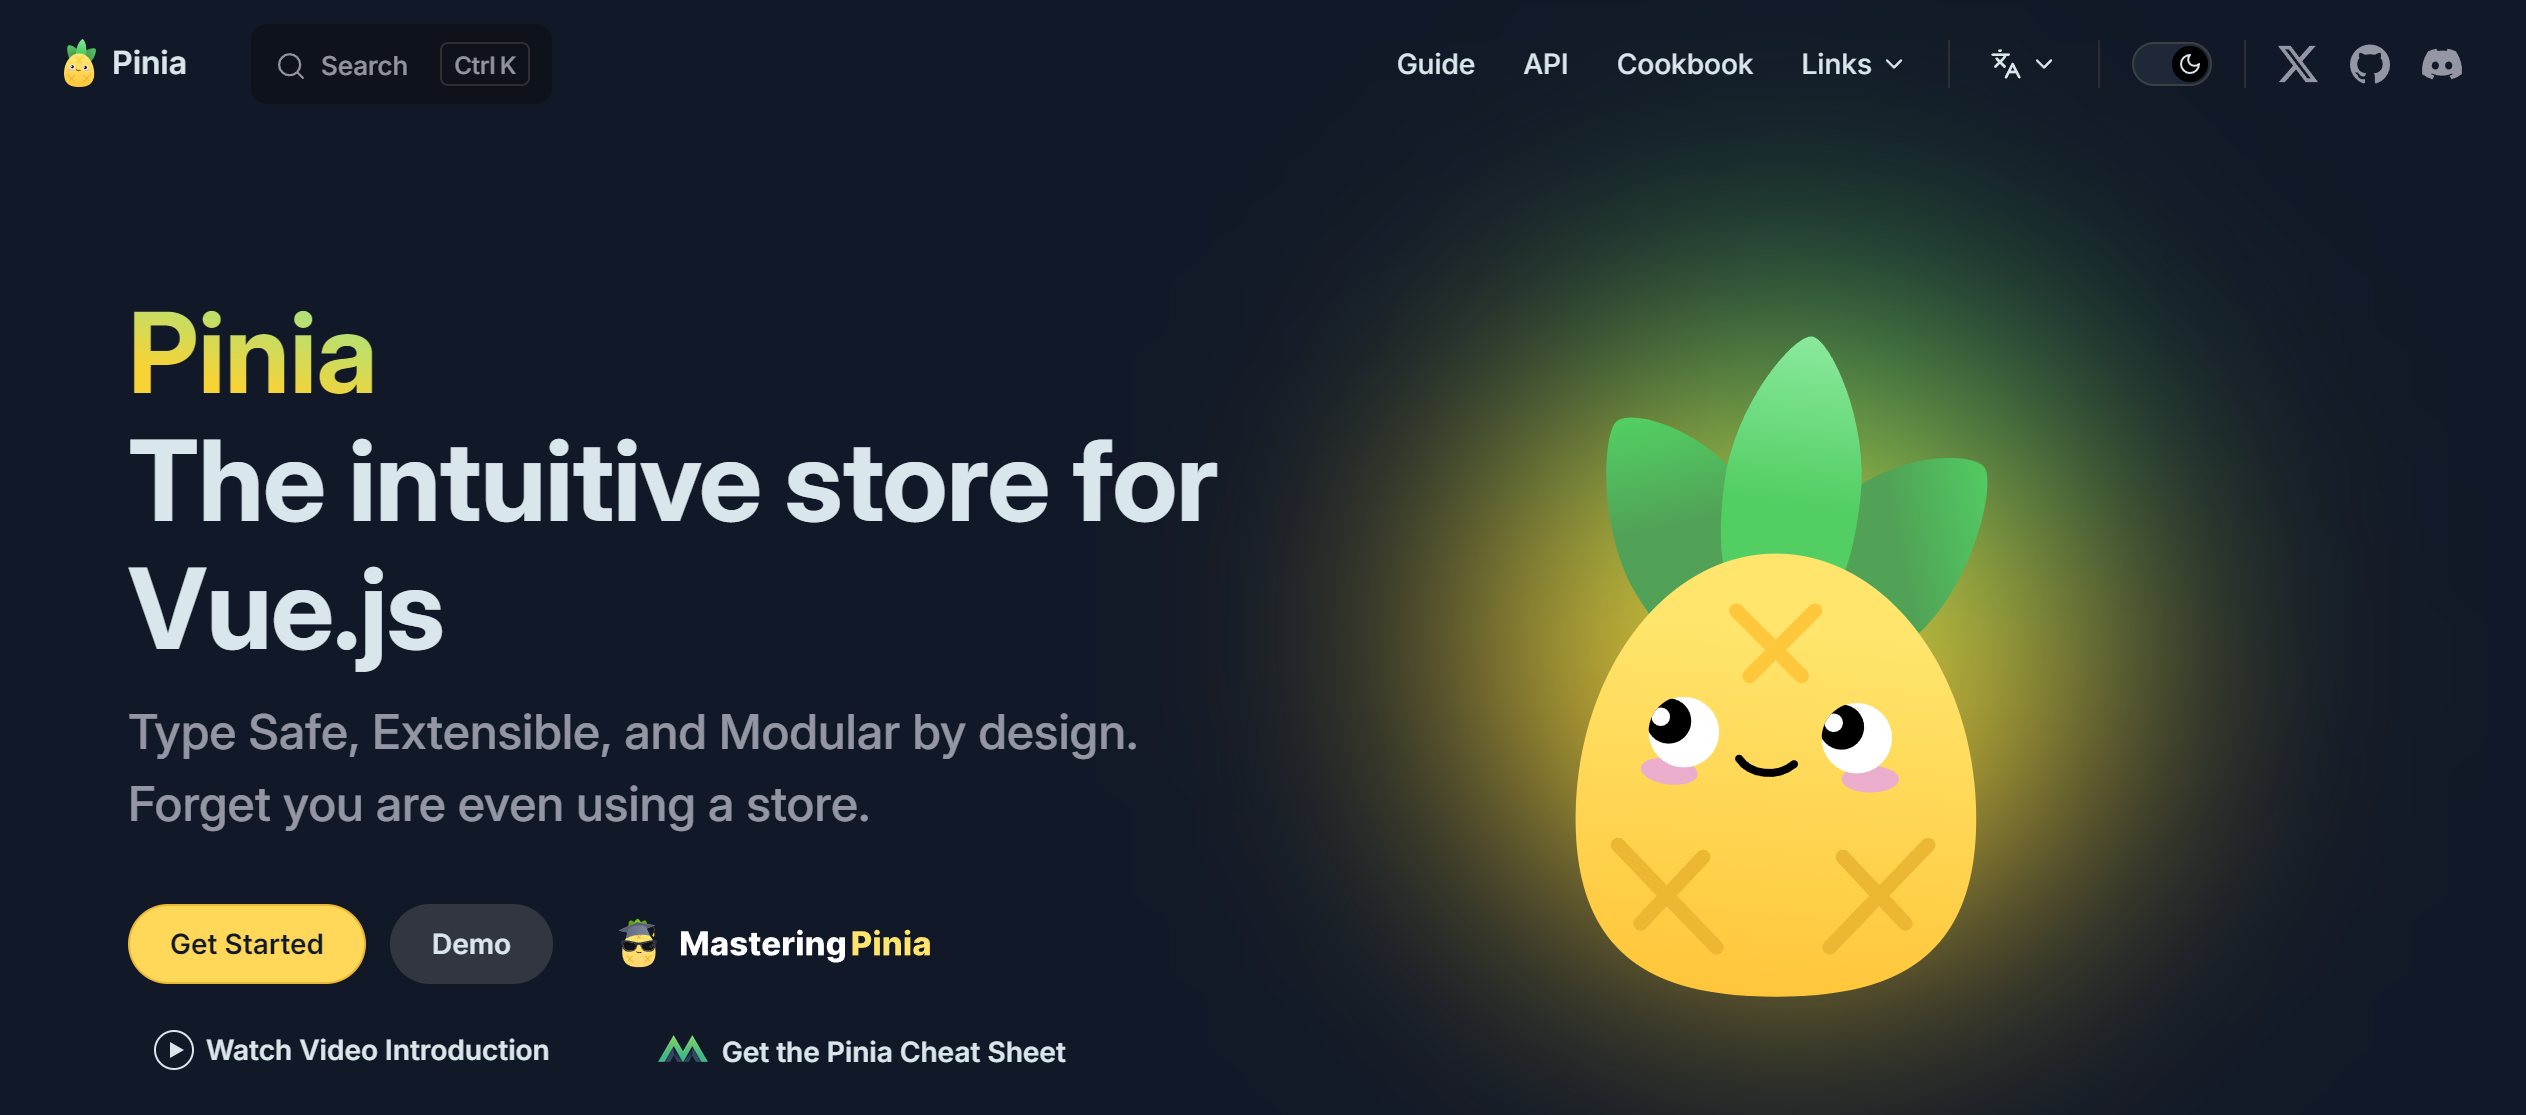 Pinia
Search
Ctrl K
Guide
API
Cookbook
Links
Pinia
The intuitive store for
Vue.js
Type Safe, Extensible, and Modular by design.
Forget you are even using a store.
Get Started
Demo
Mastering Pinia
Watch Video Introduction
Get the Pinia Cheat Sheet